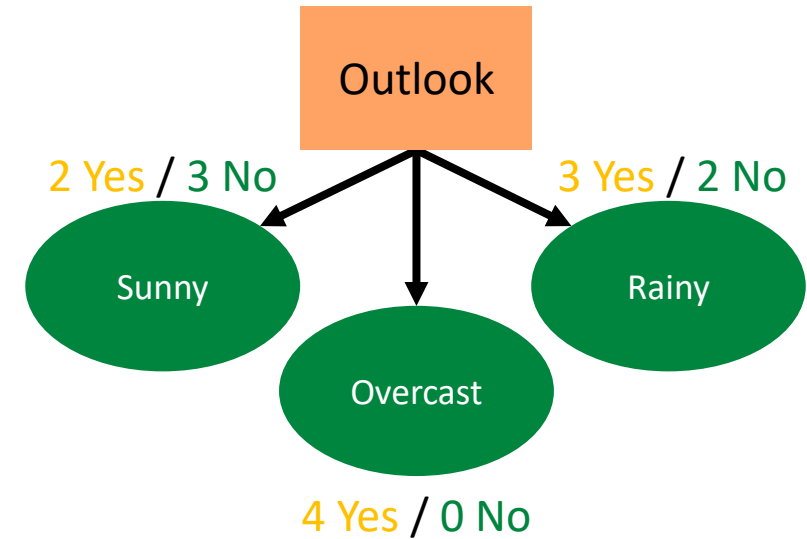 Outlook
2 Yes / 3 No
3 Yes / 2 No
Sunny
Rainy
Overcast
4 Yes / 0 No